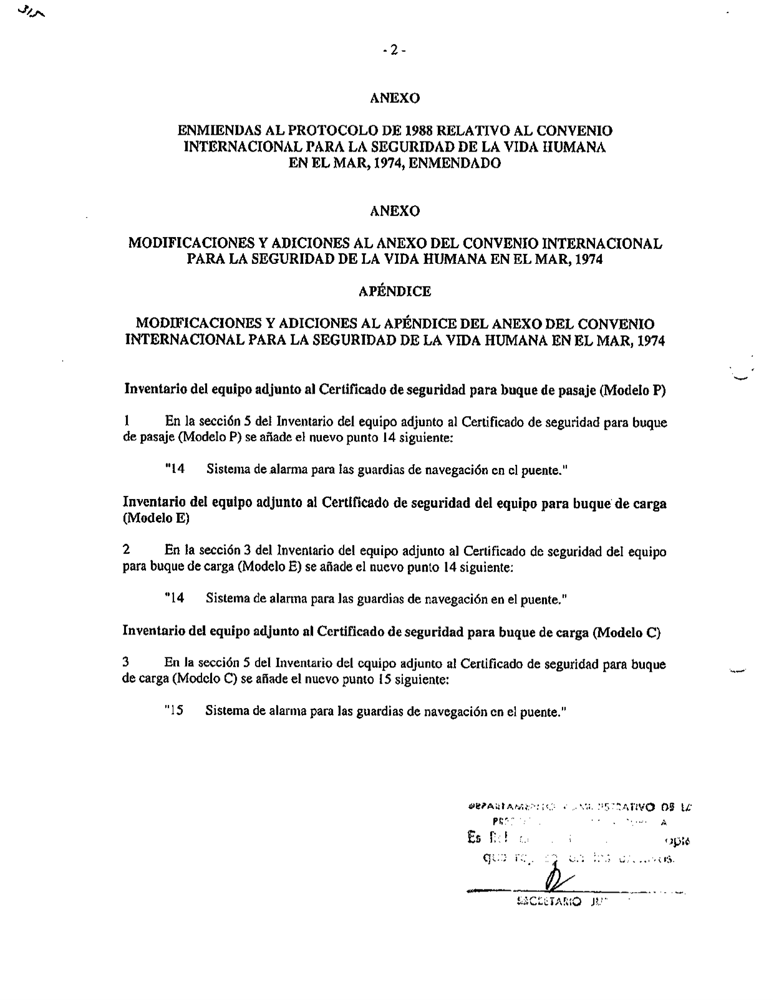 315
- 2 -
ANEXO
ENMIENDAS AL PROTOCOLO DE 1988 RELATIVO AL CONVENIO
INTERNACIONAL PARA LA SEGURIDAD DE LA VIDA HUMANA
EN EL MAR, 1974, ENMENDADO
ANEXO
MODIFICACIONES Y ADICIONES AL ANEXO DEL CONVENIO INTERNACIONAL
PARA LA SEGURIDAD DE LA VIDA HUMANA EN EL MAR, 1974
APÉNDICE
MODIFICACIONES Y ADICIONES AL APÉNDICE DEL ANEXO DEL CONVENIO
INTERNACIONAL PARA LA SEGURIDAD DE LA VIDA HUMANA EN EL MAR, 1974
Inventario del equipo adjunto al Certificado de seguridad para buque de pasaje (Modelo P)
1 En la sección 5 del Inventario del equipo adjunto al Certificado de seguridad para buque
de pasaje (Modelo P) se añade el nuevo punto 14 siguiente:
"14 Sistema de alarma para las guardias de navegación en el puente."
Inventario del equipo adjunto al Certificado de seguridad del equipo para buque de carga
(Modelo E)
2 En la sección 3 del Inventario del equipo adjunto al Certificado de seguridad del equipo
para buque de carga (Modelo E) se añade el nuevo punto 14 siguiente:
"14 Sistema de alarma para las guardias de navegación en el puente."
Inventario del equipo adjunto al Certificado de seguridad para buque de carga (Modelo C)
3 En la sección 5 del Inventario del equipo adjunto al Certificado de seguridad para buque
de carga (Modelo C) se añade el nuevo punto 15 siguiente:
"15 Sistema de alarma para las guardias de navegación en el puente."
DEPARTAMENTO ADMINISTRATIVO DE LA
Es fiel
que
SECRETARIO